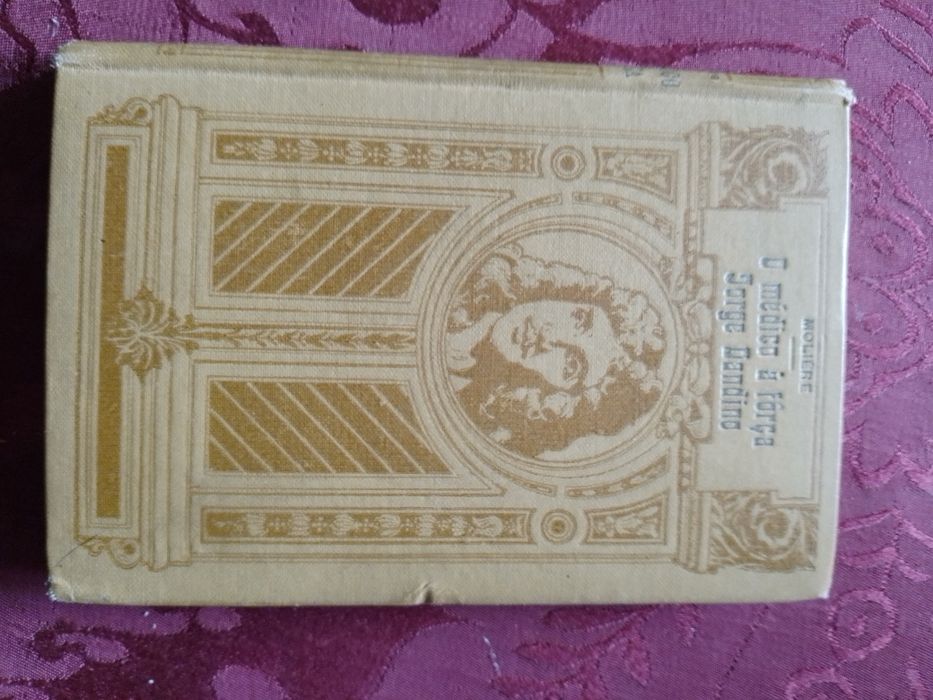 MOLIÈRE
O médico à fôrça
Jorge Dandino